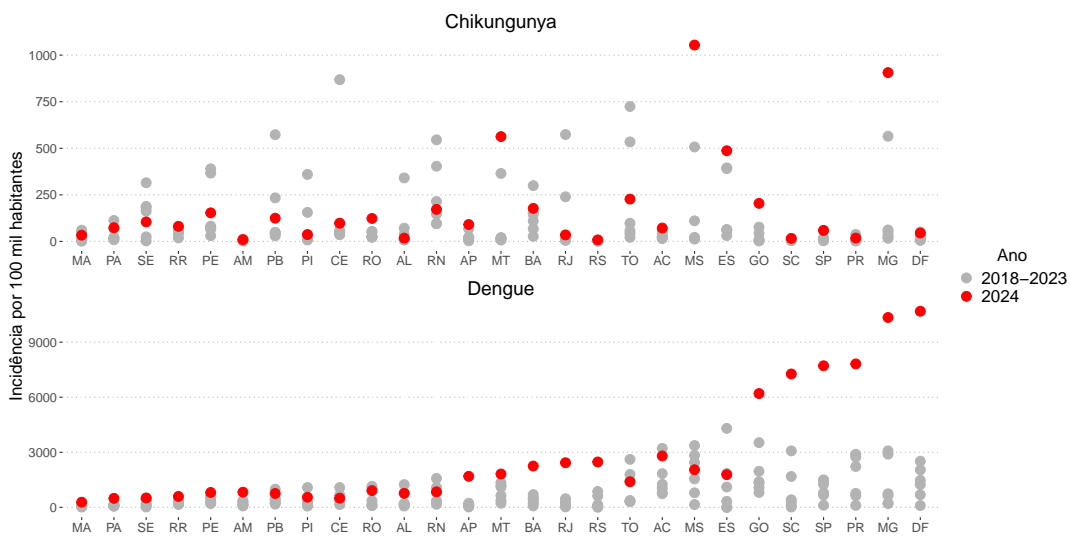 Chikungunya
1000
750
500
250
0
MA PA SE RR PE AM PB PI CE RO AL RN AP MT BA RJ RS TO AC MS ES GO SC SP PR MG DF
Dengue
9000
6000
3000
0
MA PA SE RR PE AM PB PI CE RO AL RN AP MT BA RJ RS TO AC MS ES GO SC SP PR MG DF
Incidência por 100 mil habitantes
Ano
2018−2023
2024